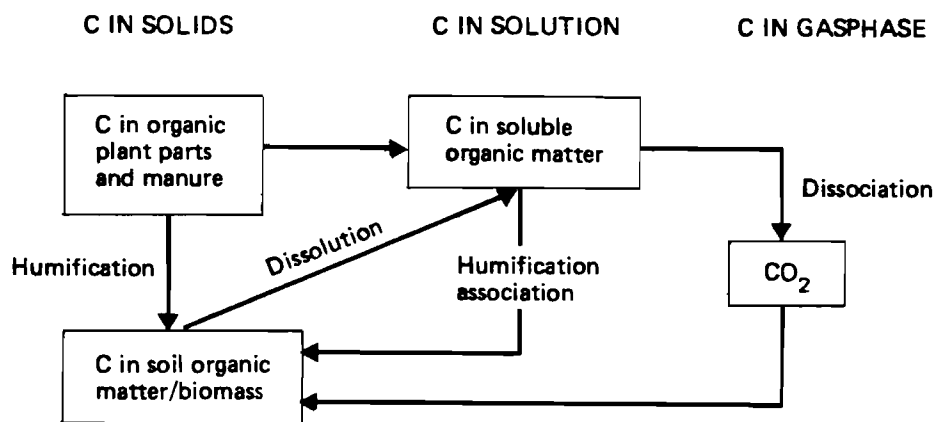 C IN SOLIDS
C IN SOLUTION
C IN GASPHASE
C in organic
plant parts
and manure
C in soluble
organic matter
Dissociation
Humification
Dissolution
Humification
association
CO₂
C in soil organic
matter/biomass